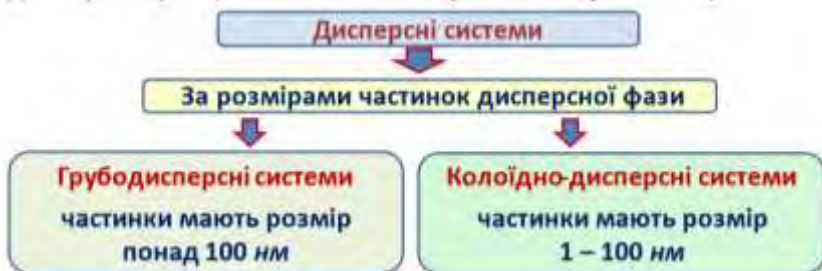 Дисперсні системи
За розмірами частинок дисперсної фази
Грубодисперсні системи
частинки мають розмір
понад 100 нм
Колоїдно-дисперсні системи
частинки мають розмір
1 – 100 нм